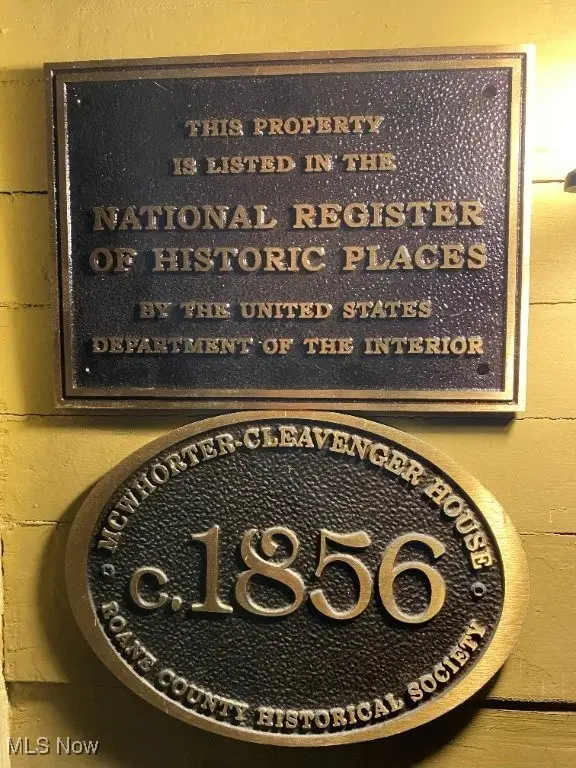 THIS PROPERTY
IS LISTED IN THE
NATIONAL REGISTER
OF HISTORIC PLACES
BY THE UNITED STATES
DEPARTMENT OF THE INTERIOR
MCWHORTER-CLEAVENGER HOUSE
c.1856
ROANE COUNTY HISTORICAL SOCIETY
MLS Now